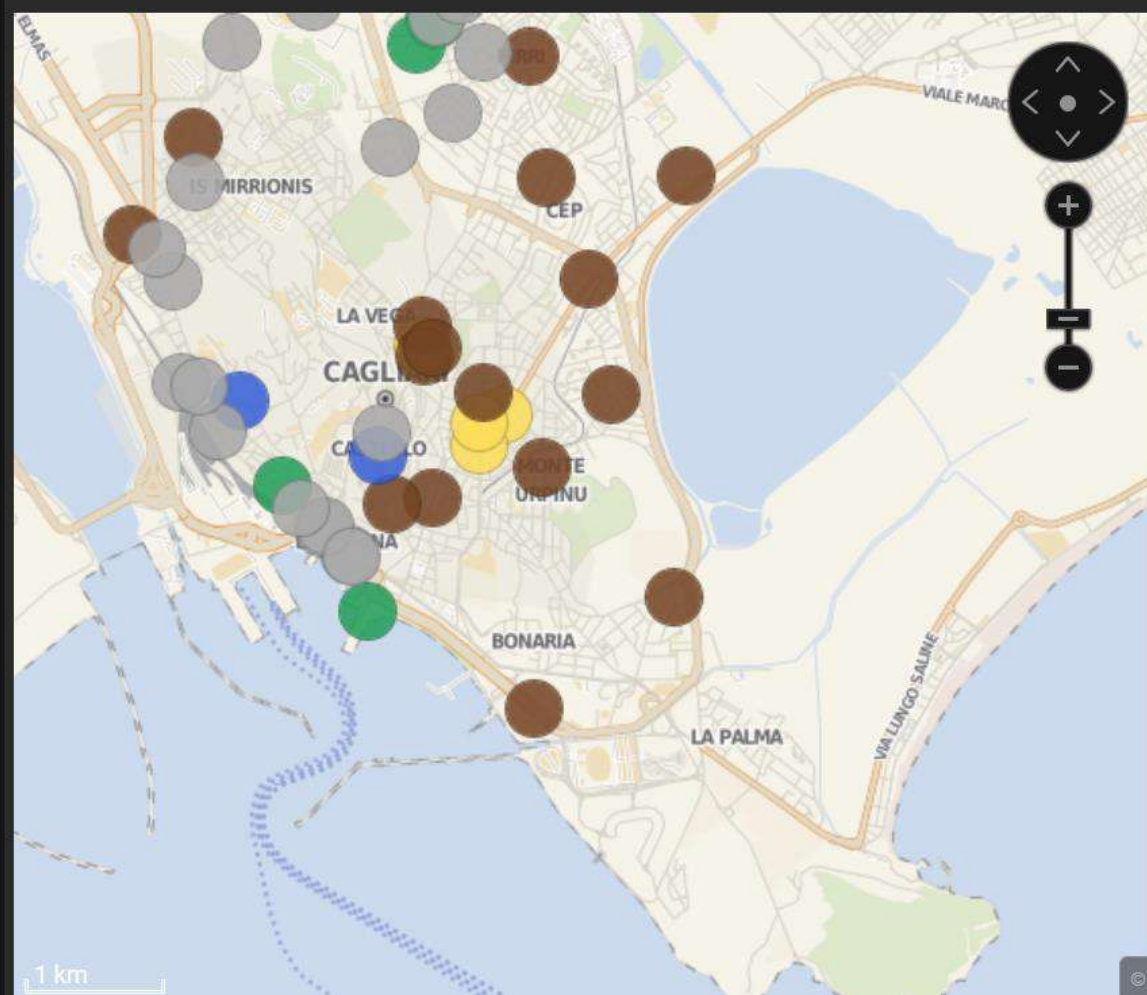 ELMAS
VIALE MARC
IS MIRRIONIS
CEP
LA VEGA
CAGLI
MONTE
URPINU
BONARIA
LA PALMA
VIA LUNGO SALINE
1 km
©